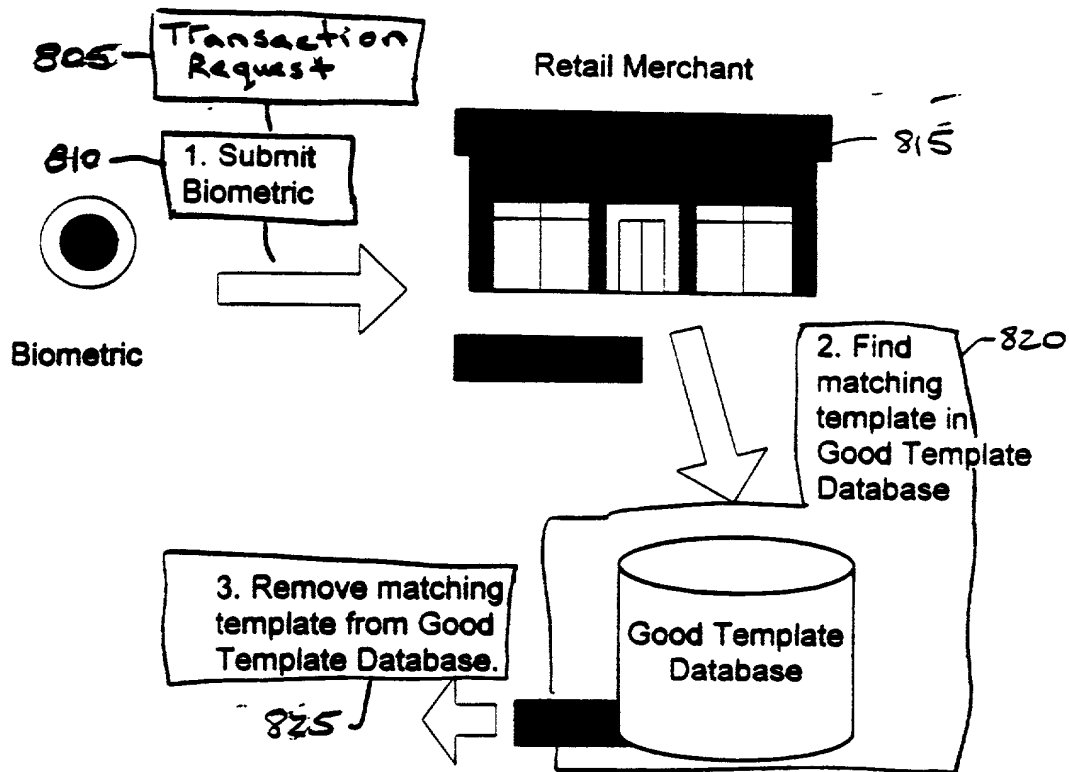 805
Transaction
Request
Retail Merchant
815
810
1. Submit
Biometric
Biometric
820
2. Find
matching
template in
Good Template
Database
3. Remove matching
template from Good
Template Database.
Good Template
Database
825